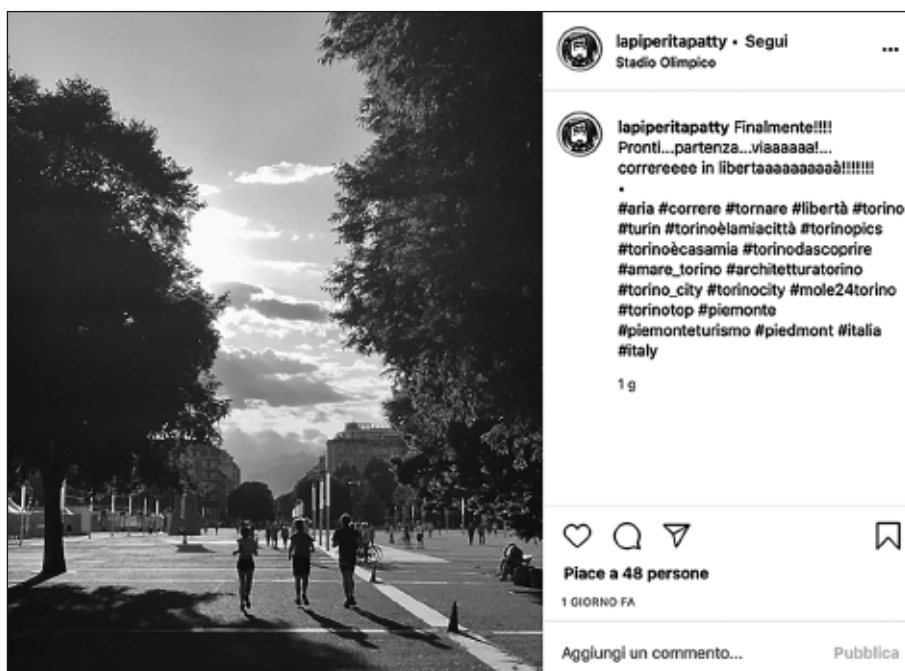 lapiperitapatty • Segui
Stadio Olimpico
lapiperitapatty Finalmente!!!!
Pronti...partenza...viaaaaaa!...
correreeee in libertaaaaaaaaaà!!!!!!!!
•
#aria #correre #tornare #libertà #torino
#turin #torinoèlamiacittà #torinopics
#torinoècasamia #torinodascoprire
#amare_torino #architetturatorino
#torino_city #torinocity #mole24torino
#torinotop #piemonte
#piemonteturismo #piedmont #italia
#italy
1 g
Piace a 48 persone
1 GIORNO FA
Aggiungi un commento... Pubblica